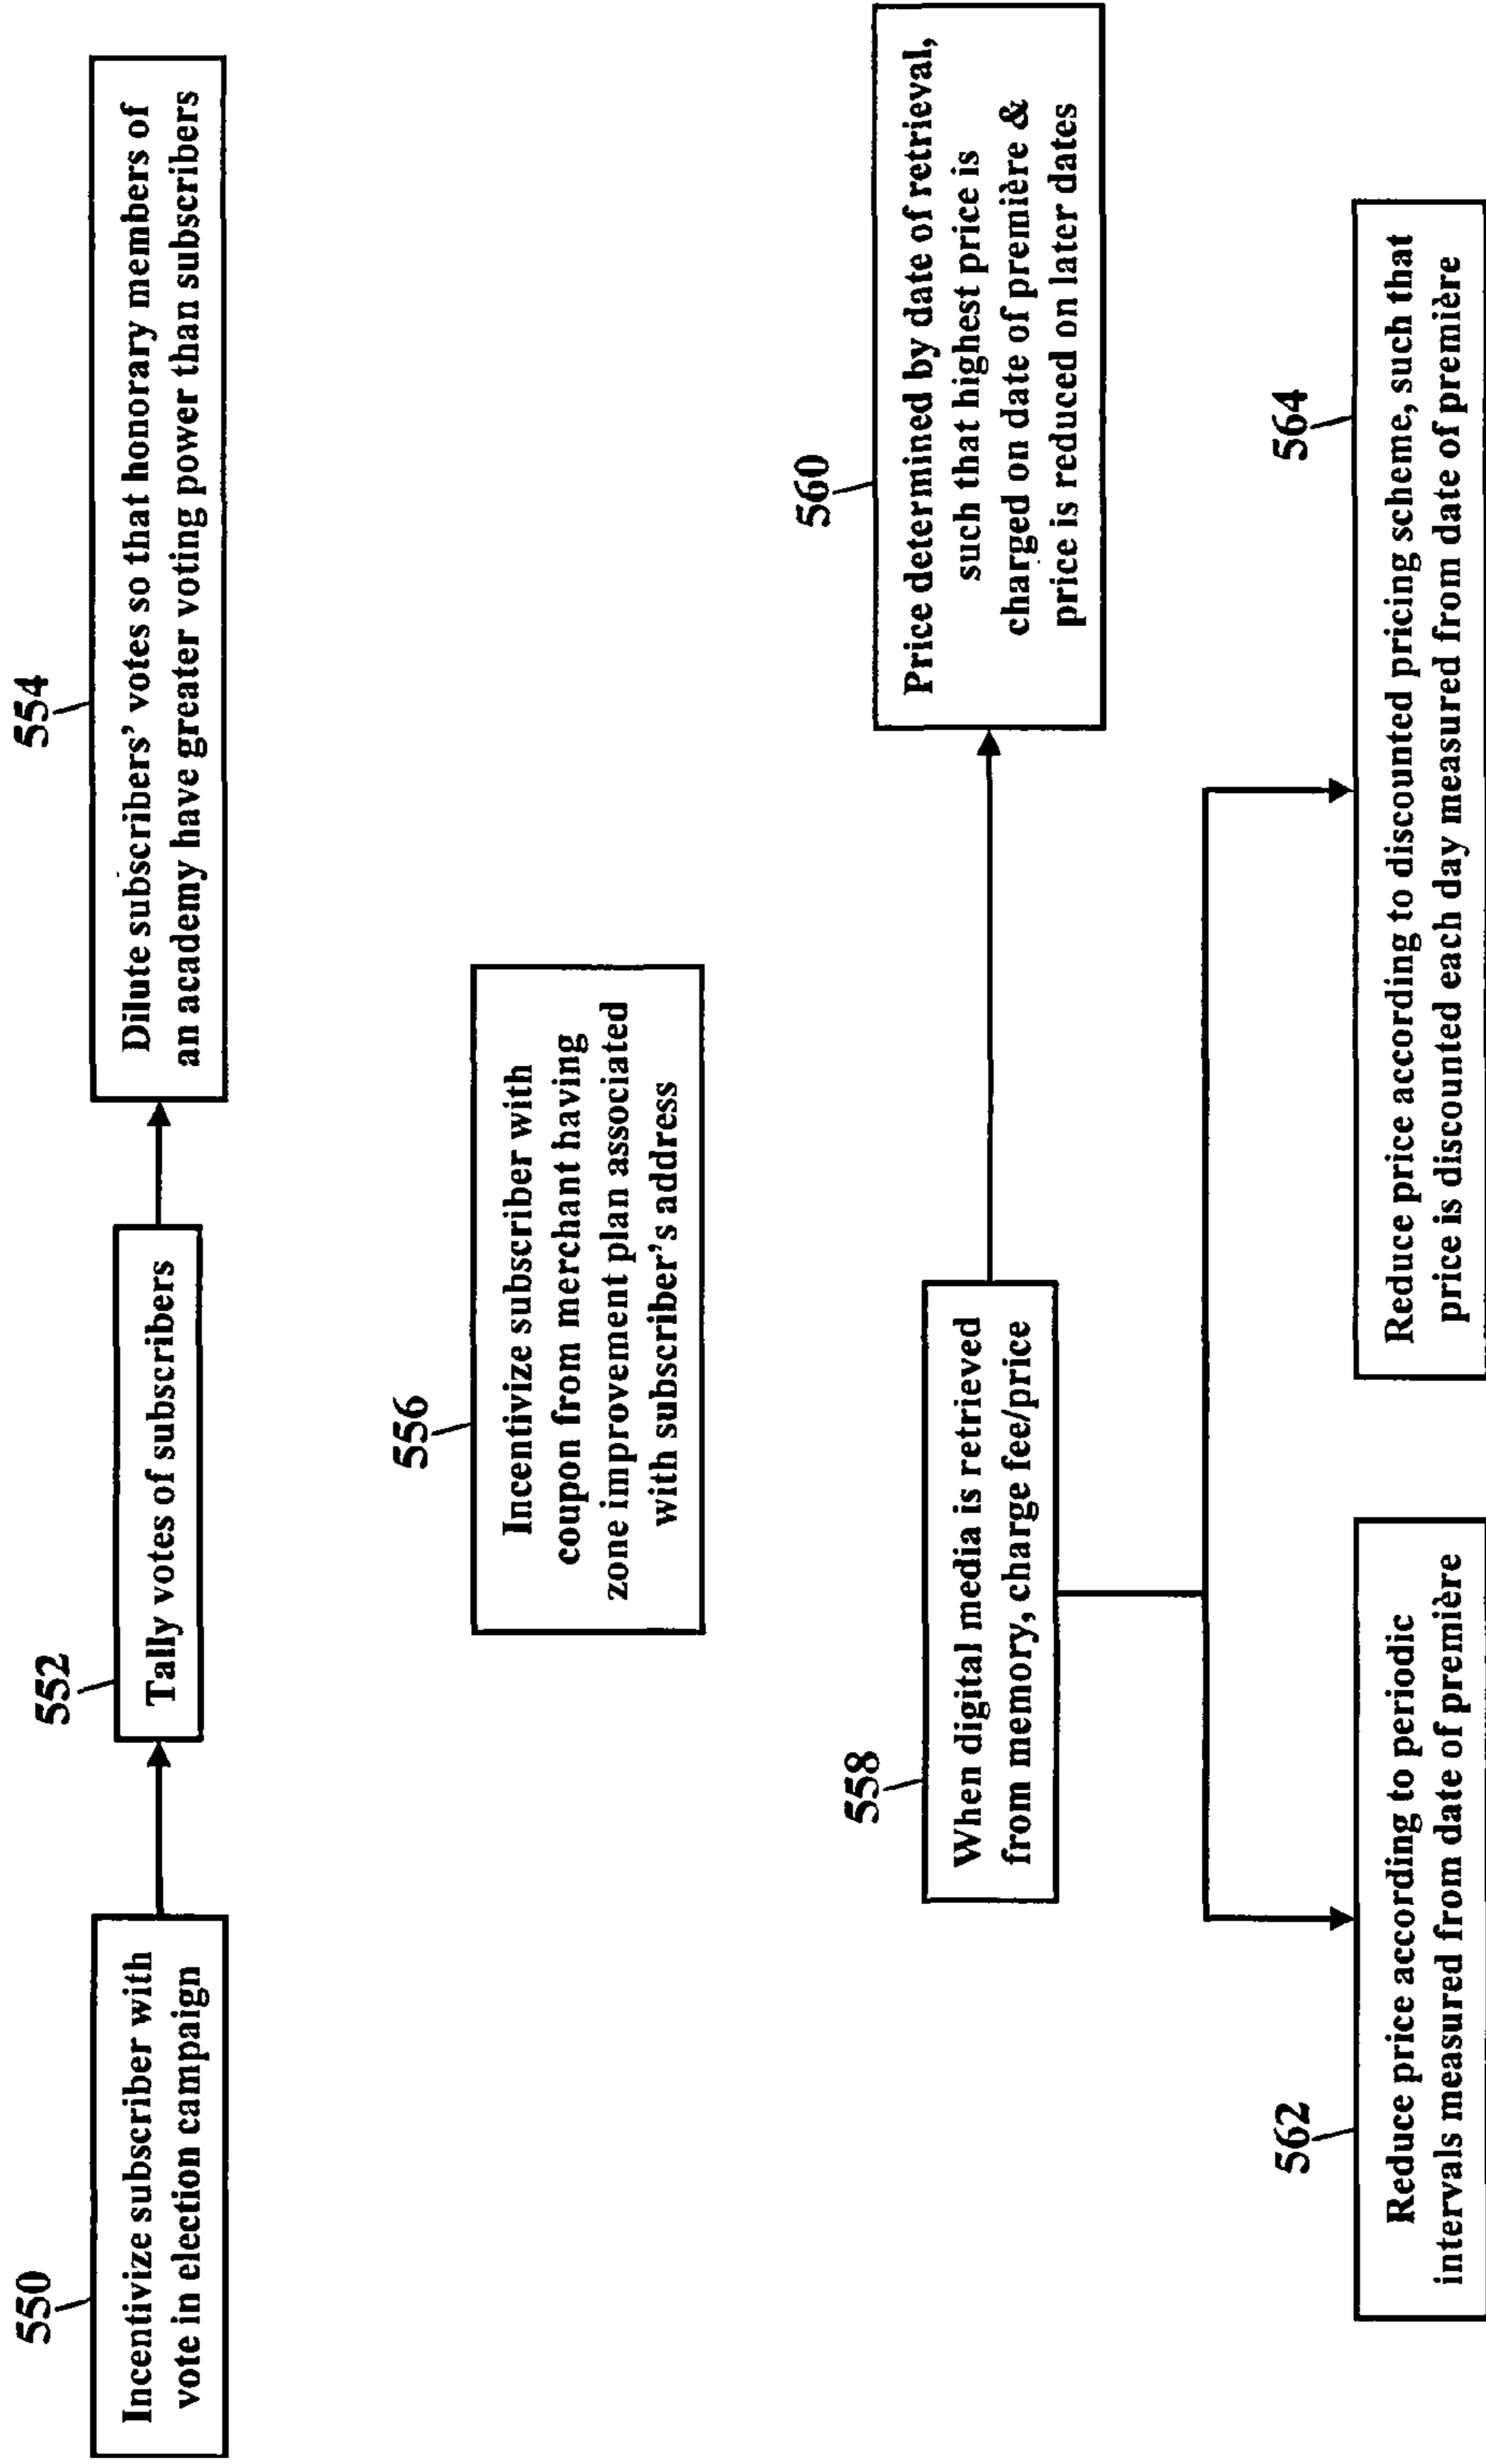 550
Incentivize subscriber with
vote in election campaign
552
Tally votes of subscribers
554
Dilute subscribers' votes so that honorary members of
an academy have greater voting power than subscribers
556
Incentivize subscriber with
coupon from merchant having
zone improvement plan associated
with subscriber's address
558
When digital media is retrieved
from memory, charge fee/price
560
Price determined by date of retrieval,
such that highest price is
charged on date of première &
price is reduced on later dates
562
Reduce price according to periodic
intervals measured from date of première
564
Reduce price according to discounted pricing scheme, such that
price is discounted each day measured from date of première